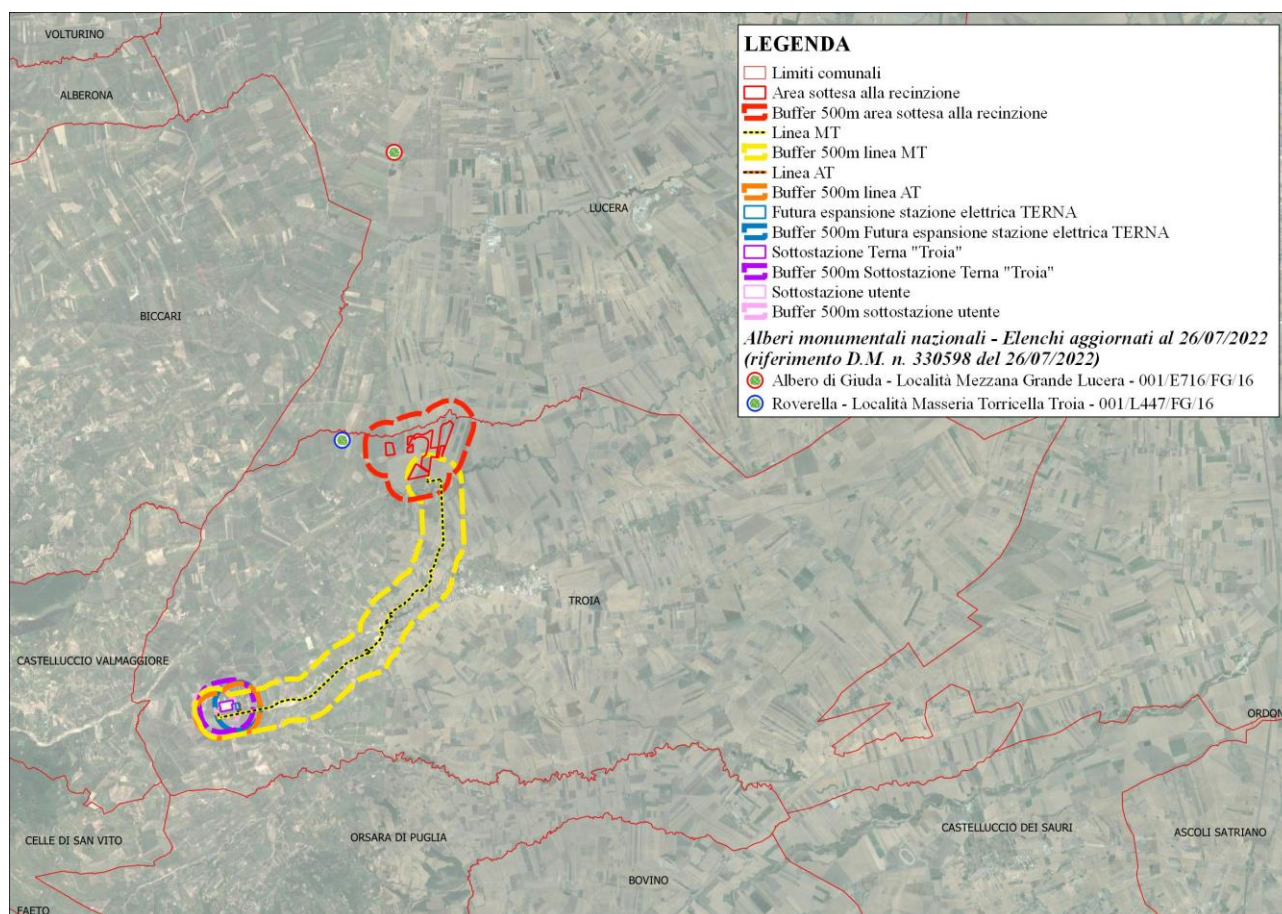 VOLTURINO
ALBERONA
LEGENDA
Limiti comunali
Area sottesa alla recinzione
Buffer 500m area sottesa alla recinzione
Linea MT
Buffer 500m linea MT
Linea AT
Buffer 500m linea AT
Futura espansione stazione elettrica TERNA
Buffer 500m Futura espansione stazione elettrica TERNA
Sottostazione Terna "Troia"
Buffer 500m Sottostazione Terna "Troia"
Sottostazione utente
Buffer 500m sottostazione utente
Alberi monumentali nazionali - Elenchi aggiornati al 26/07/2022
(riferimento D.M. n. 330598 del 26/07/2022)
Albero di Giuda - Località Mezzana Grande Lucera - 001/E716/FG/16
Roverella - Località Masseria Torricella Troia - 001/L447/FG/16
LUCERA
BICCARI
TROIA
CASTELLUCCIO VALMAGGIORE
ORDON
CELLE DI SAN VITO
ORSARA DI PUGLIA
CASTELLUCCIO DEI SAURI
ASCOLI SATRIANO
BOVINO
FAETO